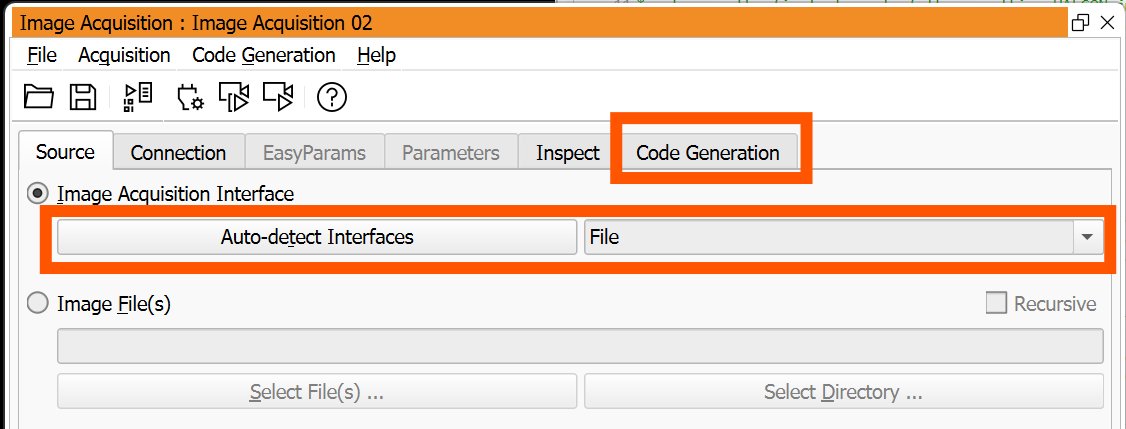 Image Acquisition : Image Acquisition 02
File Acquisition Code Generation Help
Source Connection EasyParams Parameters Inspect Code Generation
Image Acquisition Interface
Auto-detect Interfaces File
Image File(s) Recursive
Select File(s) ... Select Directory ...